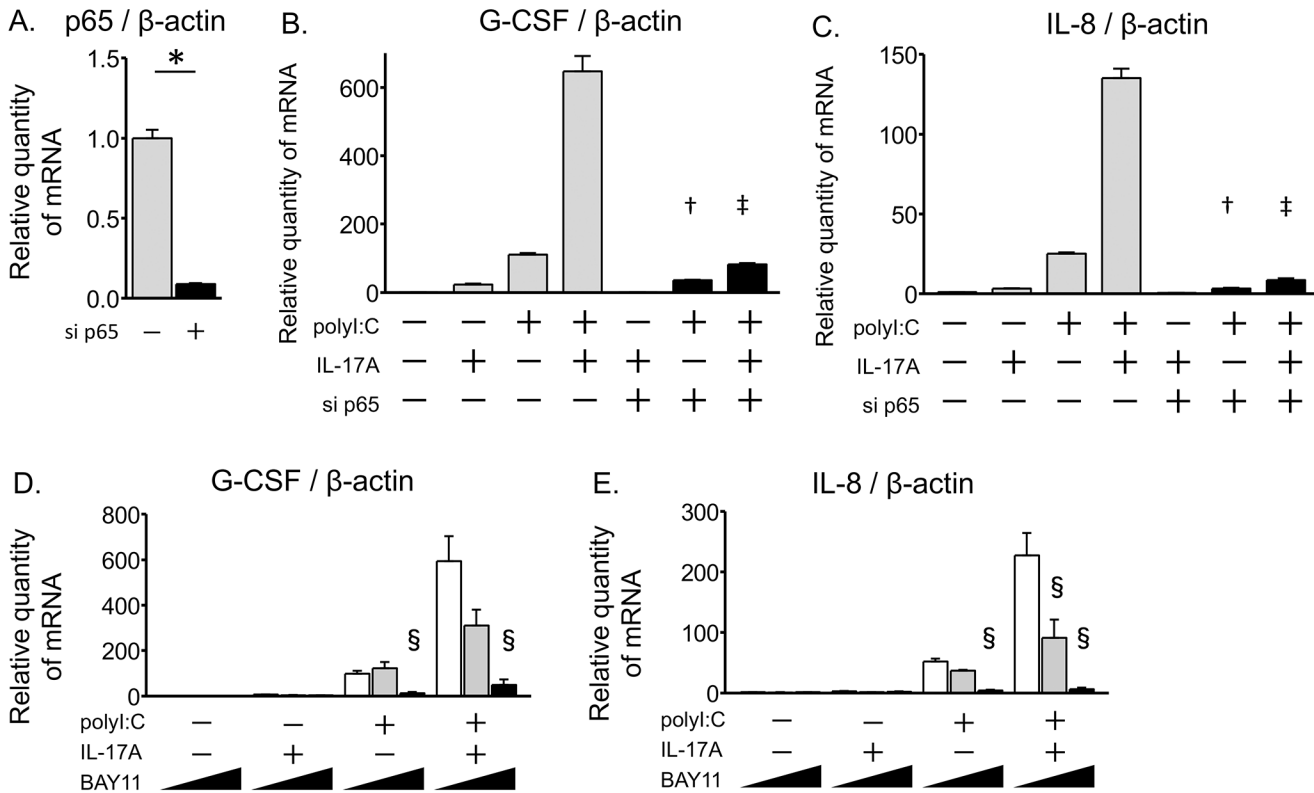 A. p65 / β-actin
Relative quantity
of mRNA
1.5
*
1.0
0.5
0.0
si p65 − +
B. G-CSF / β-actin
Relative quantity of mRNA
600
400
200
0
† ‡
polyI:C − − + + − + +
IL-17A − + − + + − +
si p65 − − − − + + +
C. IL-8 / β-actin
Relative quantity of mRNA
150
100
50
0
† ‡
polyI:C − − + + − + +
IL-17A − + − + + − +
si p65 − − − − + + +
D. G-CSF / β-actin
Relative quantity
of mRNA
800
600
400
200
0
§ §
polyI:C − − + +
IL-17A − + − +
BAY11
E. IL-8 / β-actin
Relative quantity
of mRNA
300
200
100
0
§ § §
polyI:C − − + +
IL-17A − + − +
BAY11